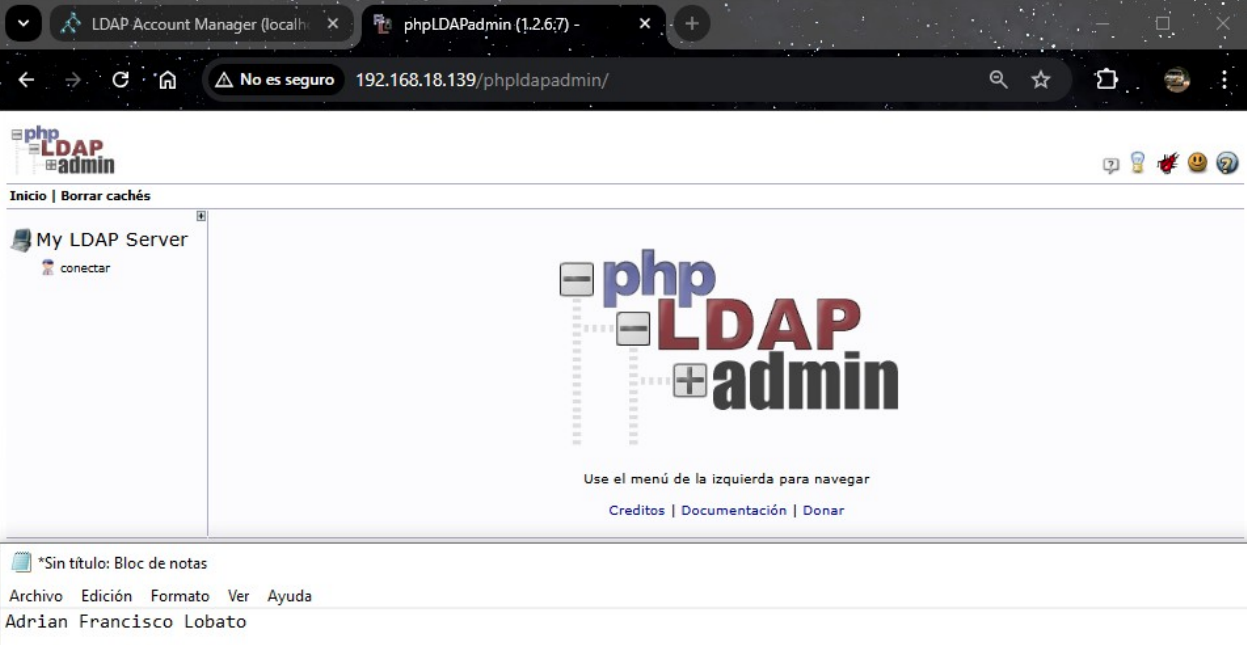 LDAP Account Manager (localh
phpLDAPadmin (1.2.6.7) -
No es seguro 192.168.18.139/phpldapadmin/
php
LDAP
admin
Inicio | Borrar cachés
My LDAP Server
conectar
php
LDAP
admin
Use el menú de la izquierda para navegar
Creditos | Documentación | Donar
*Sin título: Bloc de notas
Archivo Edición Formato Ver Ayuda
Adrian Francisco Lobato